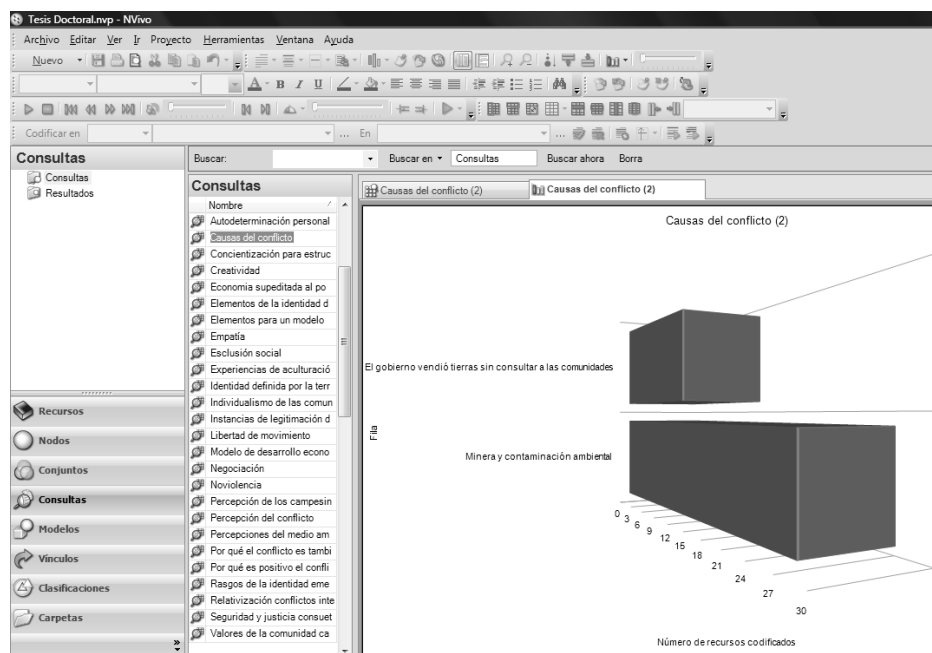 Tesis Doctoral.nvp - NVivo
Archivo Editar Ver Ir Proyecto Herramientas Ventana Ayuda
Nuevo
A B I U
Codificar en ... En ...
Consultas
Consultas
Resultados
Buscar: Buscar en Consultas Buscar ahora Borra
Consultas
Nombre
Autodeterminación personal
Causas del conflicto
Concientización para estruc
Creatividad
Economia supeditada al po
Elementos de la identidad d
Elementos para un modelo
Empatía
Esclusión social
Experiencias de aculturació
Identidad definida por la terr
Individualismo de las comun
Instancias de legitimación d
Libertad de movimiento
Modelo de desarrollo econo
Negociación
Noviolencia
Percepción de los campesin
Percepción del conflicto
Percepciones del medio am
Por qué el conflicto es tambi
Por qué es positivo el confli
Rasgos de la identidad eme
Relativización conflictos inte
Seguridad y justicia consuet
Valores de la comunidad ca
Recursos
Nodos
Conjuntos
Consultas
Modelos
Vínculos
Clasificaciones
Carpetas
Causas del conflicto (2) Causas del conflicto (2)
Causas del conflicto (2)
El gobierno vendió tierras sin consultar a las comunidades
Fila
Minera y contaminación ambiental
0
3
6
9
12
15
18
21
24
27
30
Número de recursos codificados